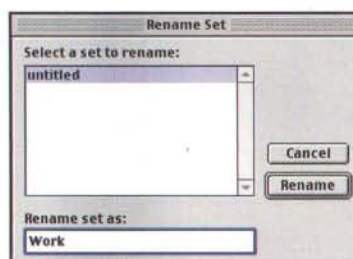 Rename Set
Select a set to rename:
untitled
Cancel
Rename
Rename set as:
Work